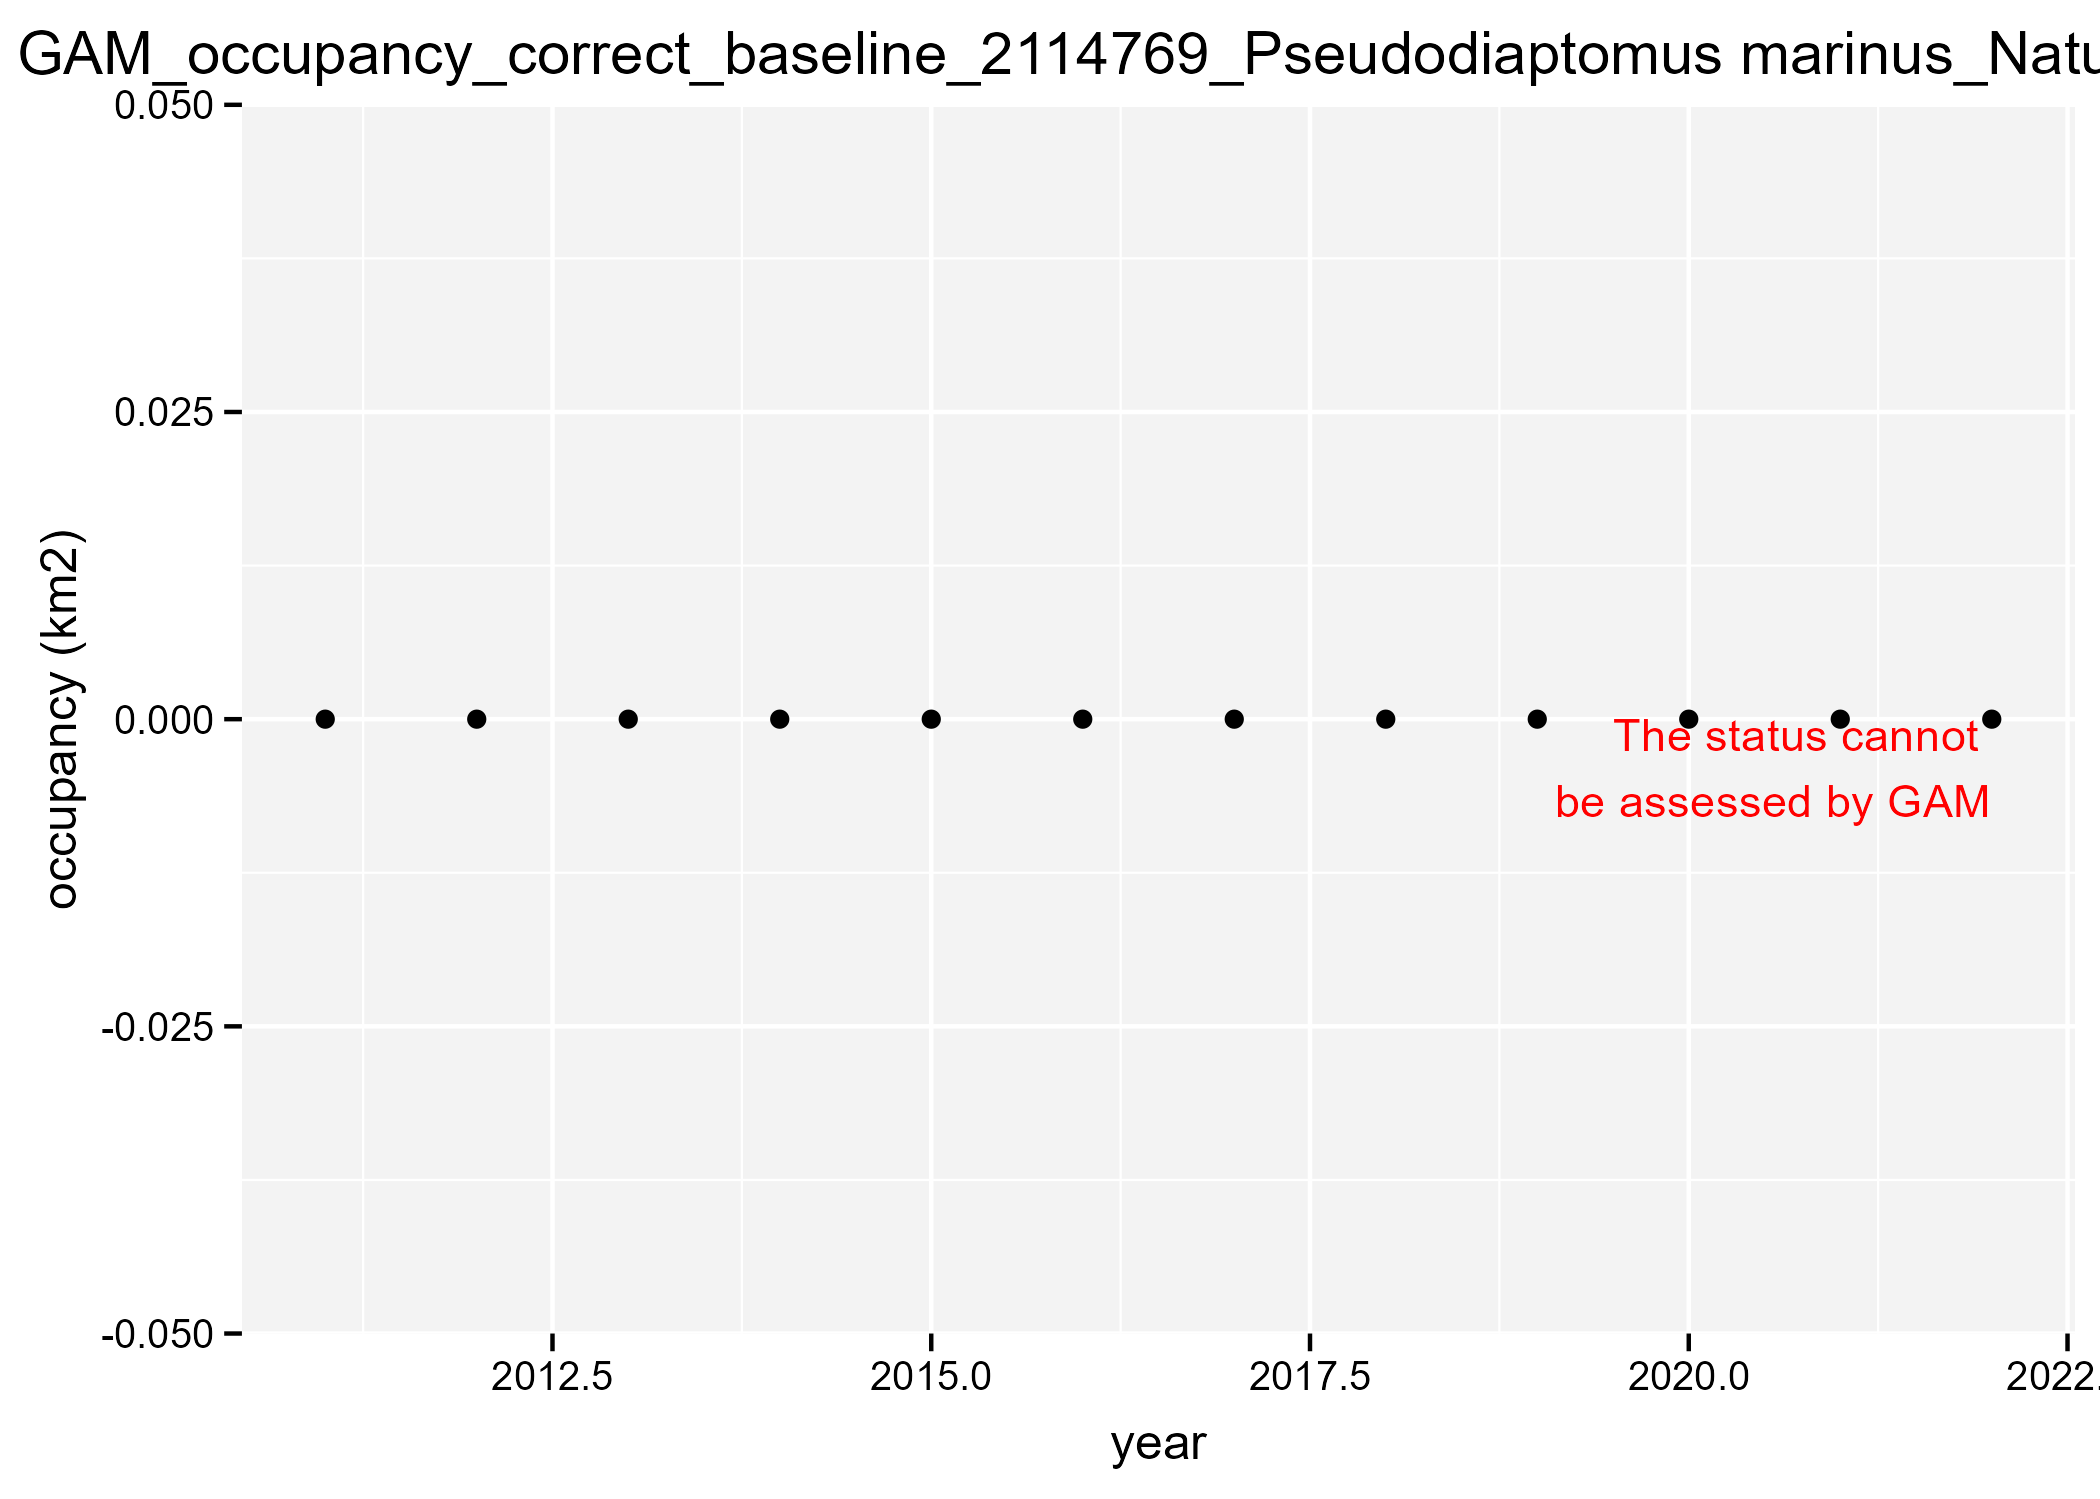 GAM_occupancy_correct_baseline_2114769_Pseudodiaptomus marinus_Natu
0.050
0.025
0.000
-0.025
-0.050
occupancy (km2)
The status cannot
be assessed by GAM
2012.5
2015.0
2017.5
2020.0
2022.
year